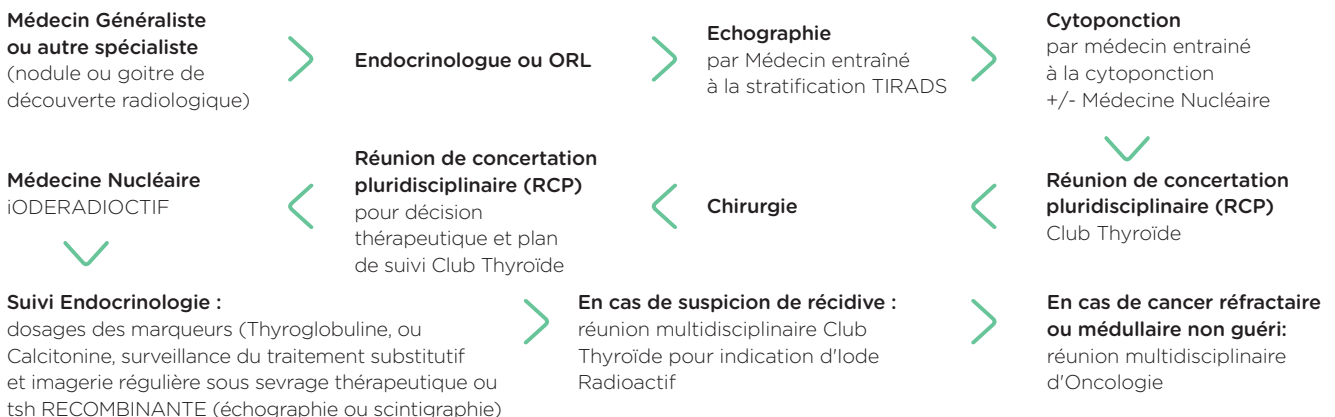 Médecin Généraliste
ou autre spécialiste
(nodule ou goitre de
découverte radiologique)
Endocrinologue ou ORL
Echographie
par Médecin entraîné
à la stratification TIRADS
Cytoponction
par médecin entrainé
à la cytoponction
+/- Médecine Nucléaire
Réunion de concertation
pluridisciplinaire (RCP)
Club Thyroïde
Chirurgie
Réunion de concertation
pluridisciplinaire (RCP)
pour décision
thérapeutique et plan
de suivi Club Thyroïde
Médecine Nucléaire
iODERADIOCTIF
Suivi Endocrinologie :
dosages des marqueurs (Thyroglobuline, ou
Calcitonine, surveillance du traitement substitutif
et imagerie régulière sous sevrage thérapeutique ou
tsh RECOMBINANTE (échographie ou scintigraphie)
En cas de suspicion de récidive :
réunion multidisciplinaire Club
Thyroïde pour indication d'Iode
Radioactif
En cas de cancer réfractaire
ou médullaire non guéri:
réunion multidisciplinaire
d'Oncologie